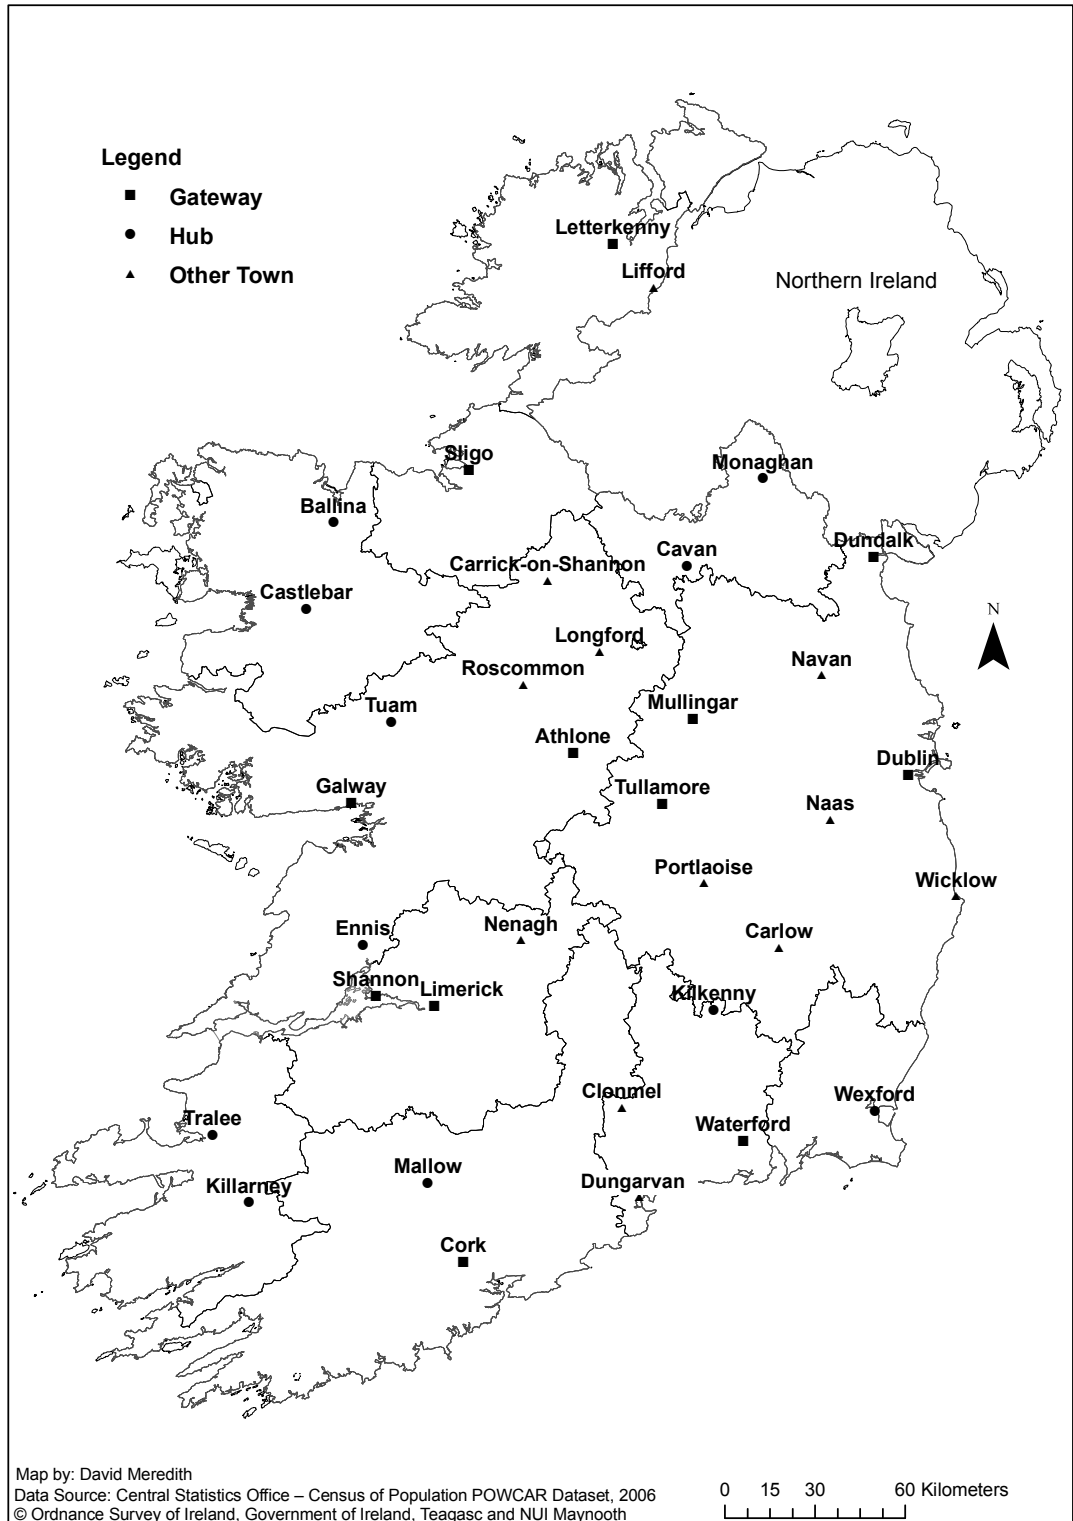 Legend
Gateway
Hub
Other Town
Letterkenny
Lifford
Northern Ireland
Sligo
Monaghan
Ballina
Dundalk
Cavan
Carrick-on-Shannon
Castlebar
N
Longford
Navan
Roscommon
Mullingar
Tuam
Athlone
Dublin
Galway
Tullamore
Naas
Portlaoise
Wicklow
Ennis
Nenagh
Carlow
Shannon
Limerick
Kilkenny
Clonmel
Wexford
Tralee
Waterford
Mallow
Killarney
Dungarvan
Cork
Map by: David Meredith
Data Source: Central Statistics Office – Census of Population POWCAR Dataset, 2006
© Ordnance Survey of Ireland, Government of Ireland, Teagasc and NUI Maynooth
0 15 30 60 Kilometers